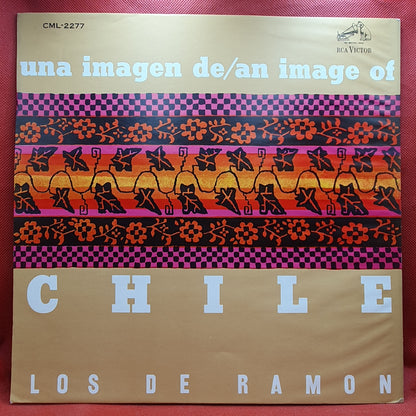 CML-2277
RCA VICTOR
una imagen de/an image of
CHILE
LOS DE RAMON